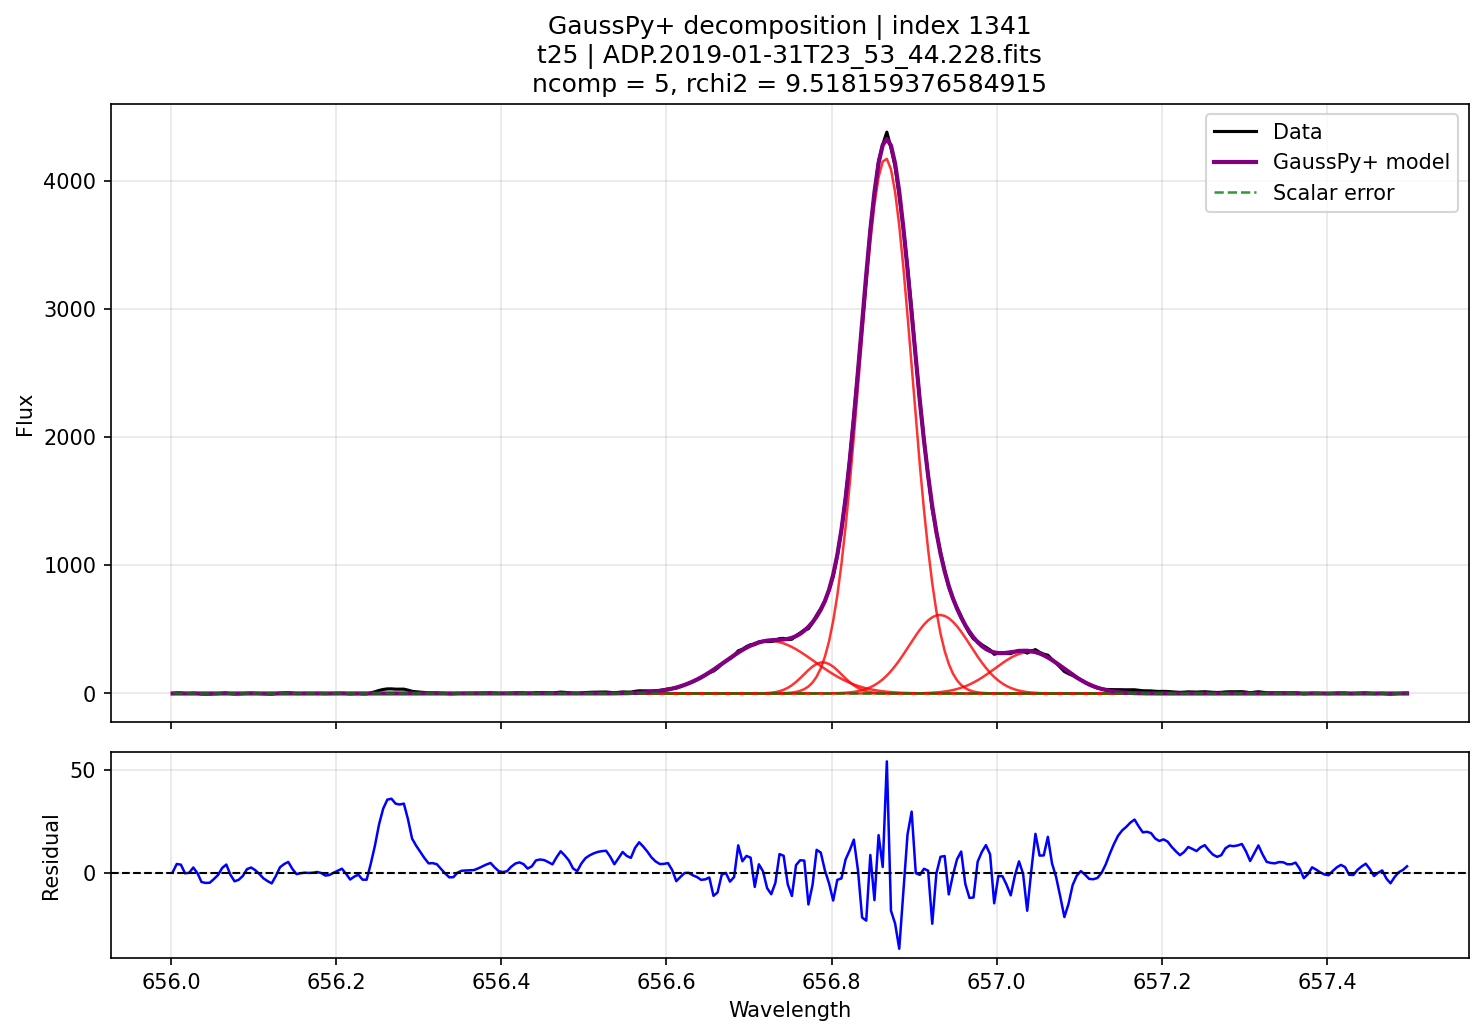 GaussPy+ decomposition | index 1341
t25 | ADP.2019-01-31T23_53_44.228.fits
ncomp = 5, rchi2 = 9.518159376584915
Data
GaussPy+ model
Scalar error
Flux
4000
3000
2000
1000
0
Residual
50
0
656.0 656.2 656.4 656.6 656.8 657.0 657.2 657.4
Wavelength